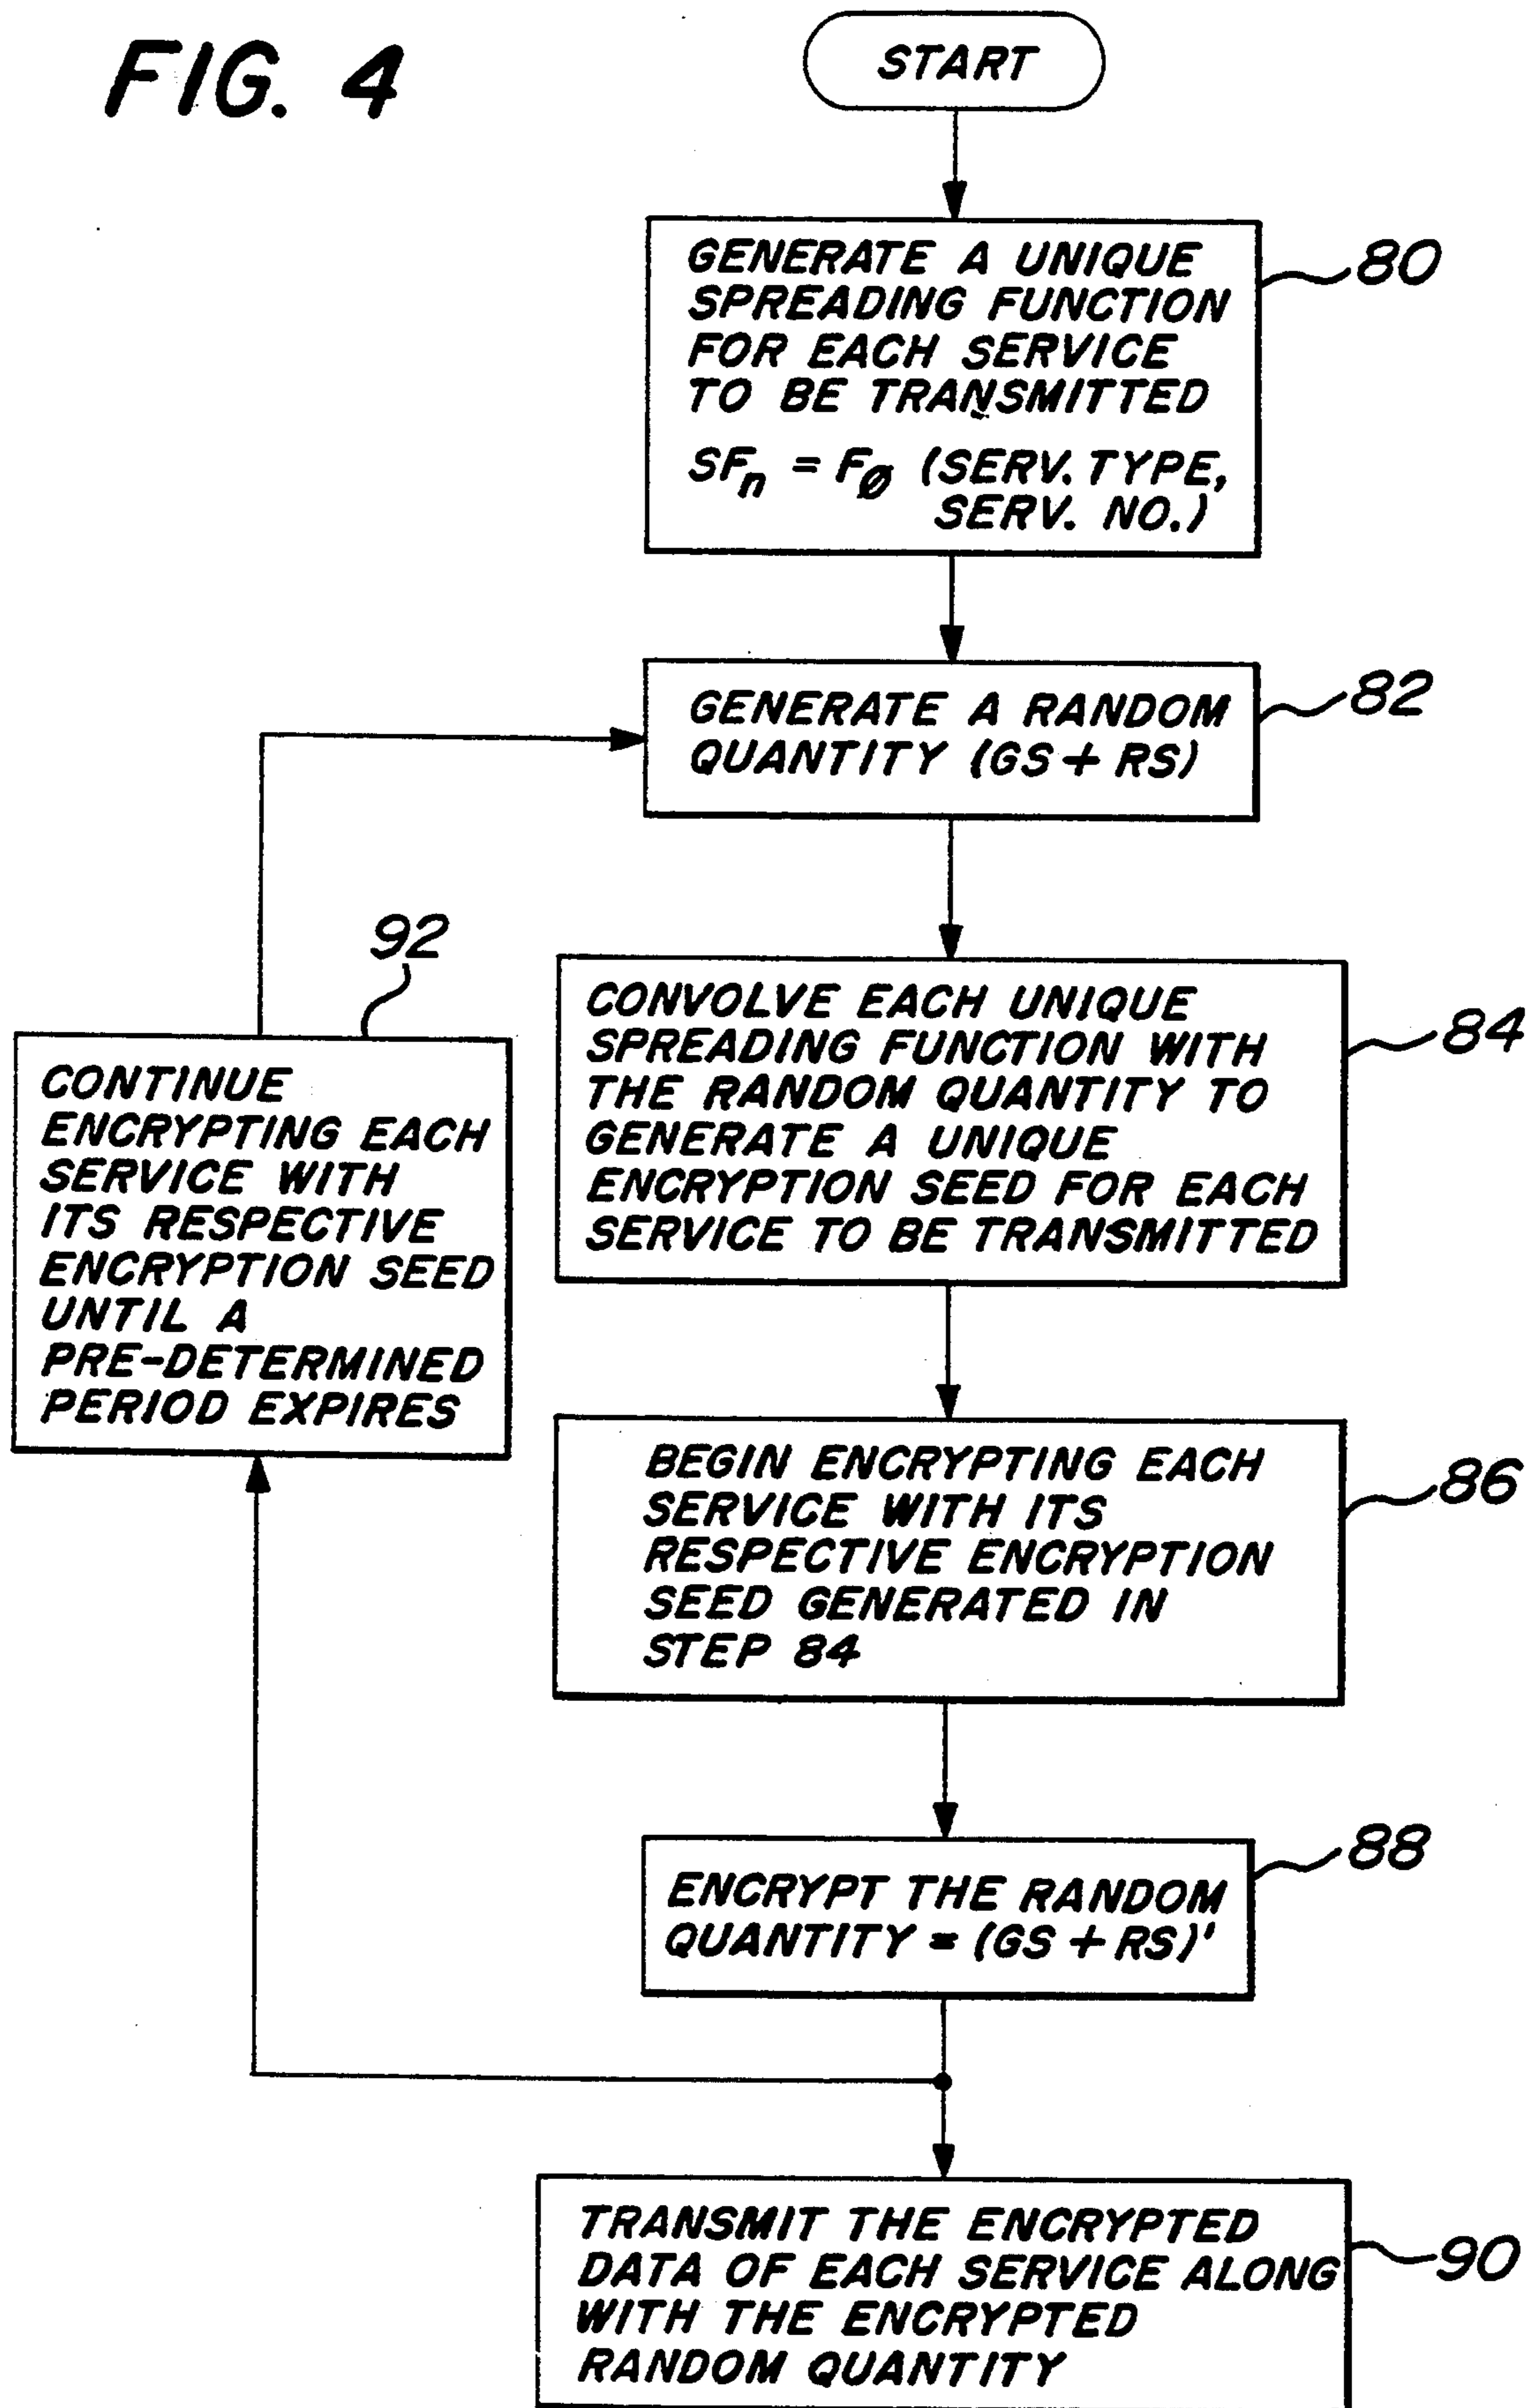 FIG. 4
START
GENERATE A UNIQUE
SPREADING FUNCTION
FOR EACH SERVICE
TO BE TRANSMITTED
SFn = FØ (SERV. TYPE,
SERV. NO.)
80
GENERATE A RANDOM
QUANTITY (GS + RS)
82
CONVOLVE EACH UNIQUE
SPREADING FUNCTION WITH
THE RANDOM QUANTITY TO
GENERATE A UNIQUE
ENCRYPTION SEED FOR EACH
SERVICE TO BE TRANSMITTED
84
92
CONTINUE
ENCRYPTING EACH
SERVICE WITH
ITS RESPECTIVE
ENCRYPTION SEED
UNTIL A
PRE-DETERMINED
PERIOD EXPIRES
BEGIN ENCRYPTING EACH
SERVICE WITH ITS
RESPECTIVE ENCRYPTION
SEED GENERATED IN
STEP 84
86
ENCRYPT THE RANDOM
QUANTITY = (GS + RS)'
88
TRANSMIT THE ENCRYPTED
DATA OF EACH SERVICE ALONG
WITH THE ENCRYPTED
RANDOM QUANTITY
90